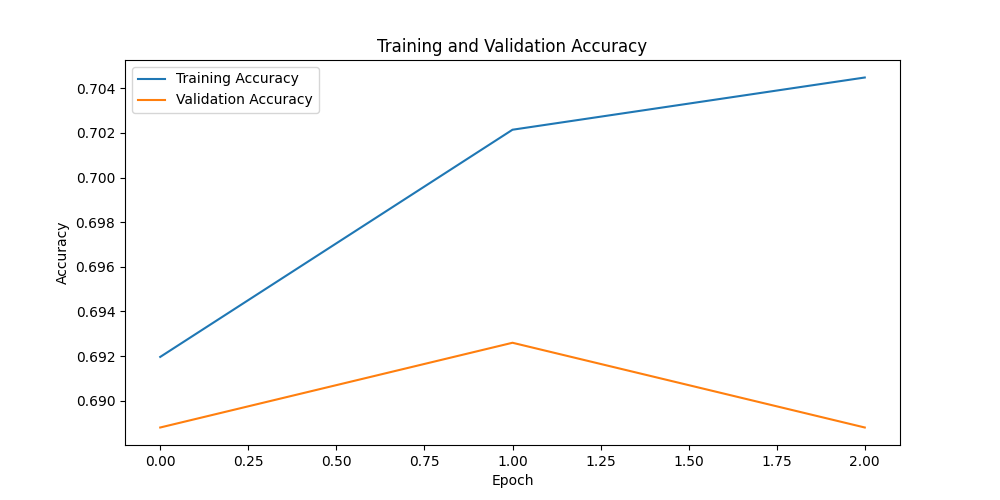 Training and Validation Accuracy
Training Accuracy
Validation Accuracy
0.704
0.702
0.700
0.698
0.696
0.694
0.692
0.690
Accuracy
0.00 0.25 0.50 0.75 1.00 1.25 1.50 1.75 2.00
Epoch